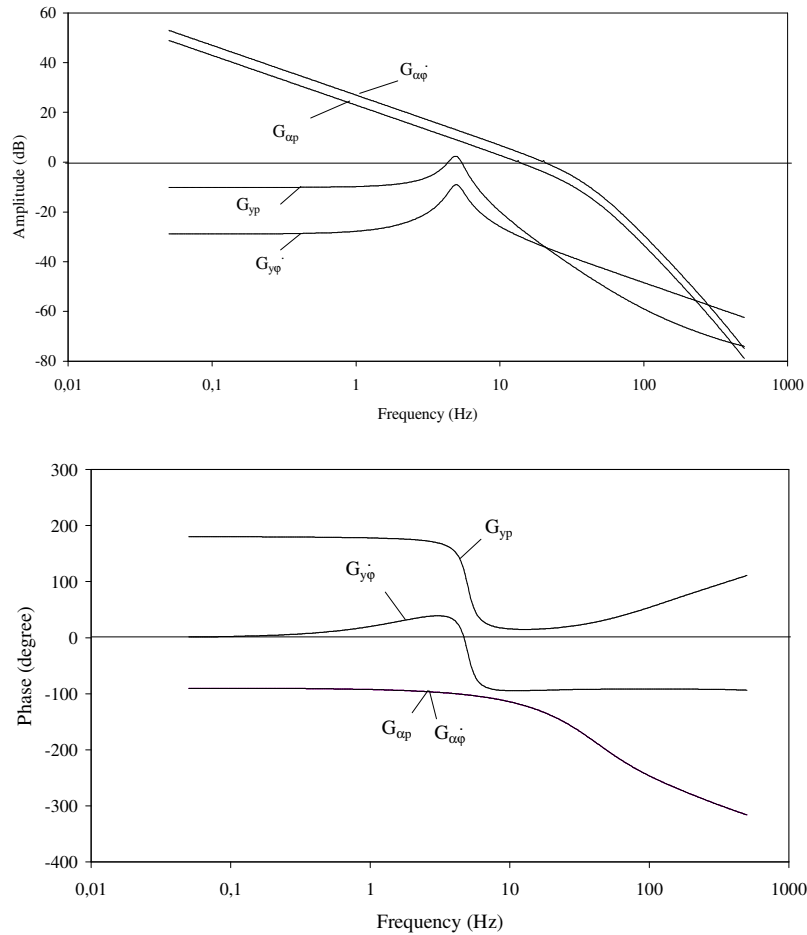 60
40
20
0
-20
-40
-60
-80
Amplitude (dB)
Gαφ̇
Gαp
Gyp
Gyφ̇
0,01 0,1 1 10 100 1000
Frequency (Hz)
300
200
100
0
-100
-200
-300
-400
Phase (degree)
Gyp
Gyφ̇
Gαp Gαφ̇
0,01 0,1 1 10 100 1000
Frequency (Hz)